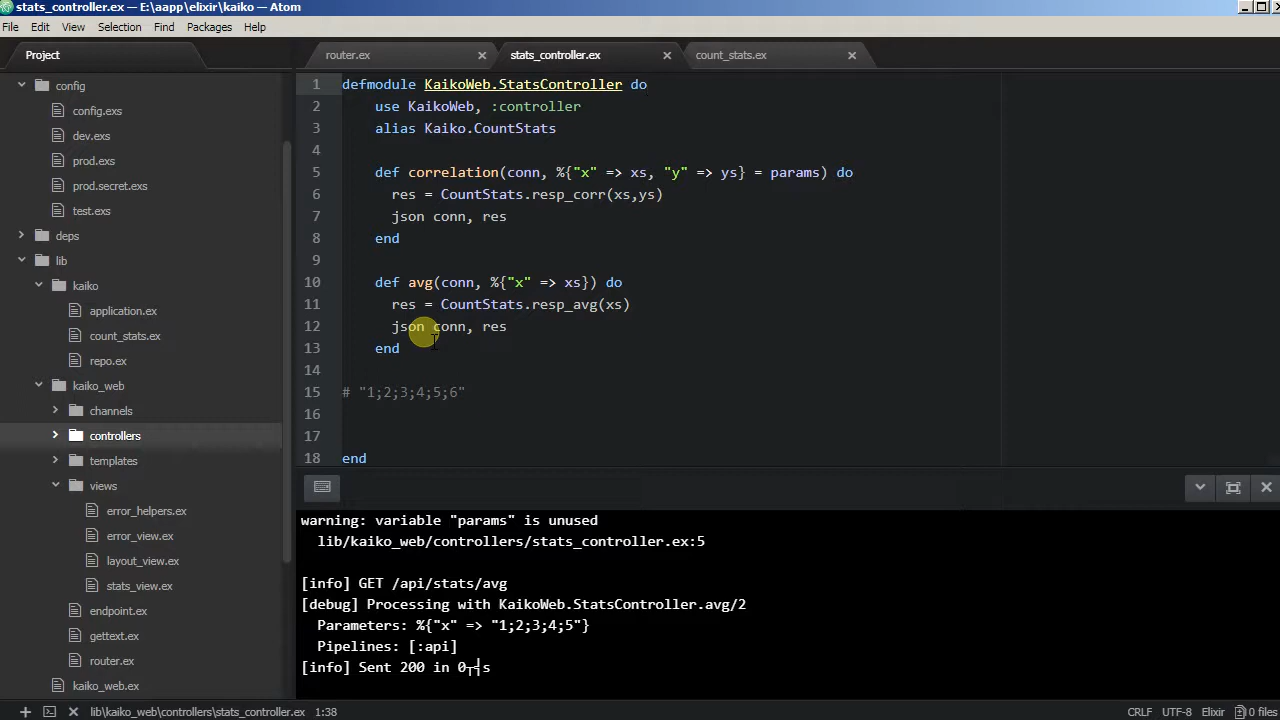 stats_controller.ex — E:\aapp\elixir\kaiko — Atom
File Edit View Selection Find Packages Help
Project
router.ex
stats_controller.ex
count_stats.ex
config
config.exs
dev.exs
prod.exs
prod.secret.exs
test.exs
deps
lib
kaiko
application.ex
count_stats.ex
repo.ex
kaiko_web
channels
controllers
templates
views
error_helpers.ex
error_view.ex
layout_view.ex
stats_view.ex
endpoint.ex
gettext.ex
router.ex
kaiko_web.ex
1 defmodule KaikoWeb.StatsController do
2 use KaikoWeb, :controller
3 alias Kaiko.CountStats
4
5 def correlation(conn, %{"x" => xs, "y" => ys} = params) do
6 res = CountStats.resp_corr(xs,ys)
7 json conn, res
8 end
9
10 def avg(conn, %{"x" => xs}) do
11 res = CountStats.resp_avg(xs)
12 json conn, res
13 end
14
15 # "1;2;3;4;5;6"
16
17
18 end
warning: variable "params" is unused
lib/kaiko_web/controllers/stats_controller.ex:5
[info] GET /api/stats/avg
[debug] Processing with KaikoWeb.StatsController.avg/2
Parameters: %{"x" => "1;2;3;4;5"}
Pipelines: [:api]
[info] Sent 200 in
lib\kaiko_web\controllers\stats_controller.ex 1:38
CRLF UTF-8 Elixir 0 files